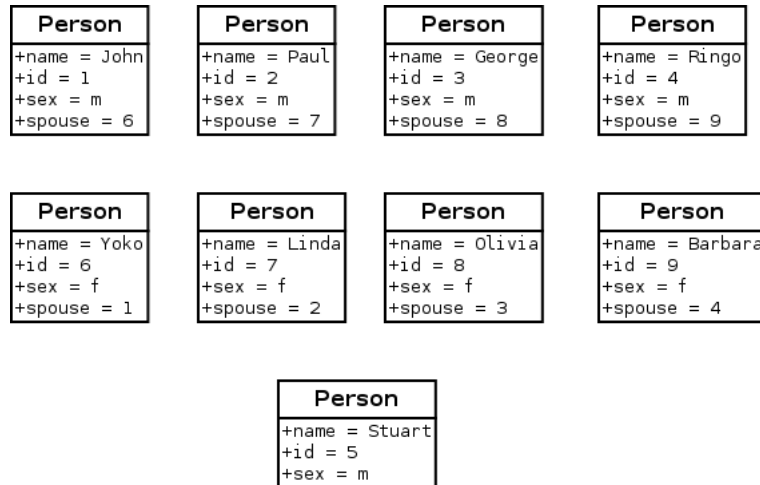 Person
+name = John
+id = 1
+sex = m
+spouse = 6
Person
+name = Paul
+id = 2
+sex = m
+spouse = 7
Person
+name = George
+id = 3
+sex = m
+spouse = 8
Person
+name = Ringo
+id = 4
+sex = m
+spouse = 9
Person
+name = Yoko
+id = 6
+sex = f
+spouse = 1
Person
+name = Linda
+id = 7
+sex = f
+spouse = 2
Person
+name = Olivia
+id = 8
+sex = f
+spouse = 3
Person
+name = Barbara
+id = 9
+sex = f
+spouse = 4
Person
+name = Stuart
+id = 5
+sex = m